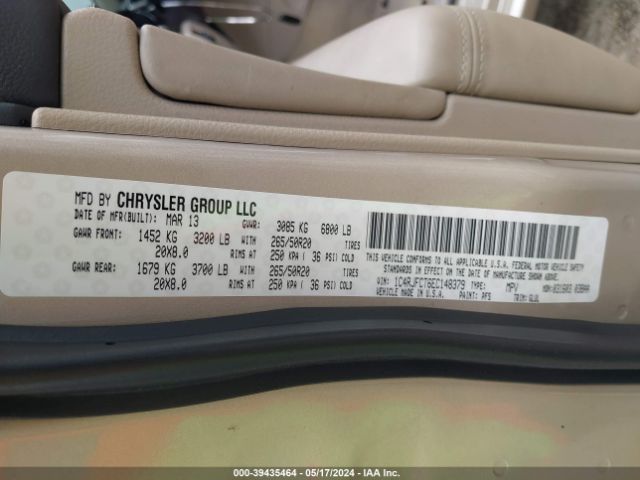 MFD BY CHRYSLER GROUP LLC
DATE OF MFR(BUILT): MAR 13 GVWR: 3085 KG 6800 LB
GAWR FRONT: 1452 KG 3200 LB WITH 265/50R20 TIRES
20X8.0 RIMS AT 250 KPA ( 36 PSI) COLD
GAWR REAR: 1679 KG 3700 LB WITH 265/50R20 TIRES
20X8.0 RIMS AT 250 KPA ( 36 PSI) COLD
THIS VEHICLE CONFORMS TO ALL APPLICABLE U.S.A. FEDERAL MOTOR VEHICLE SAFETY
STANDARDS IN EFFECT ON THE DATE OF MANUFACTURE SHOWN ABOVE.
VIN: 1C4RJFCT6EC148379 TYPE: MPV MDH:
MADE IN U.S.A. PAINT: PFS TRIM:
000-39435464 - 05/17/2024 - IAA Inc.